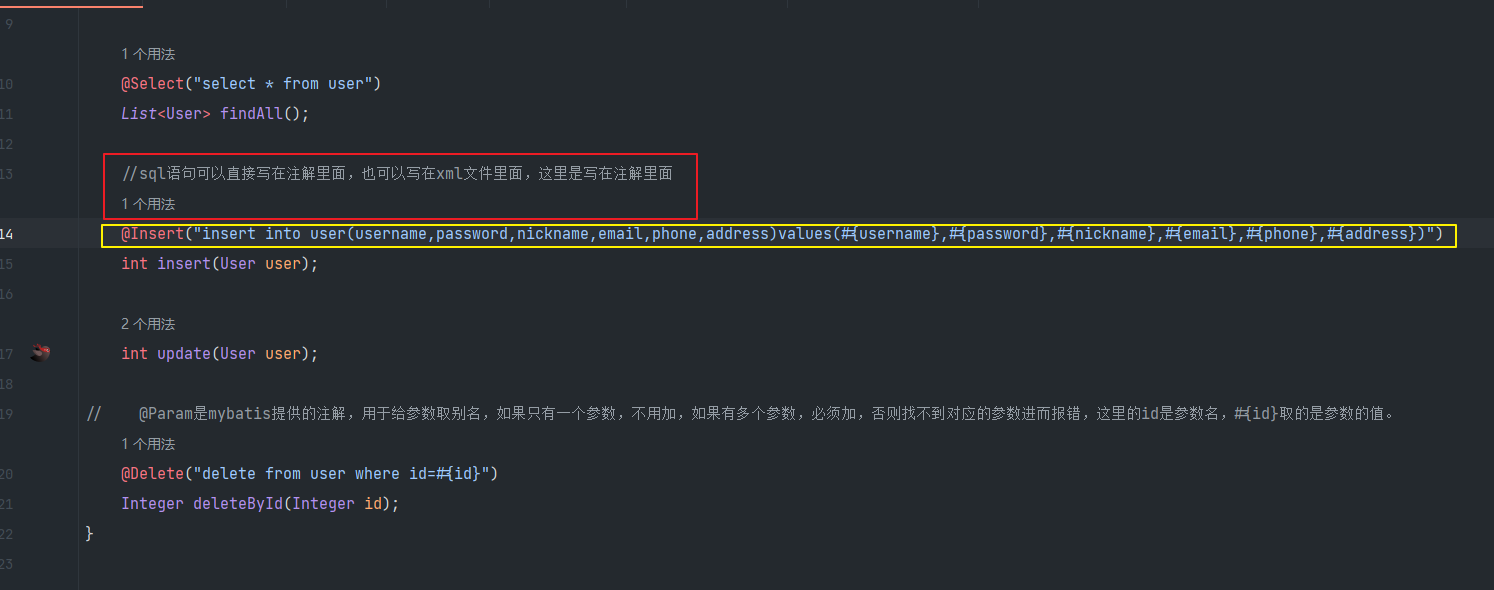 9
1 个用法
10 @Select("select * from user")
11 List<User> findAll();
12
13 //sql语句可以直接写在注解里面，也可以写在xml文件里面，这里是写在注解里面
1 个用法
14 @Insert("insert into user(username,password,nickname,email,phone,address)values(#{username},#{password},#{nickname},#{email},#{phone},#{address})")
15 int insert(User user);
16
2 个用法
17 int update(User user);
18
19 // @Param是mybatis提供的注解，用于给参数取别名，如果只有一个参数，不用加，如果有多个参数，必须加，否则找不到对应的参数进而报错，这里的id是参数名，#{id}取的是参数的值。
1 个用法
20 @Delete("delete from user where id=#{id}")
21 Integer deleteById(Integer id);
22 }
23